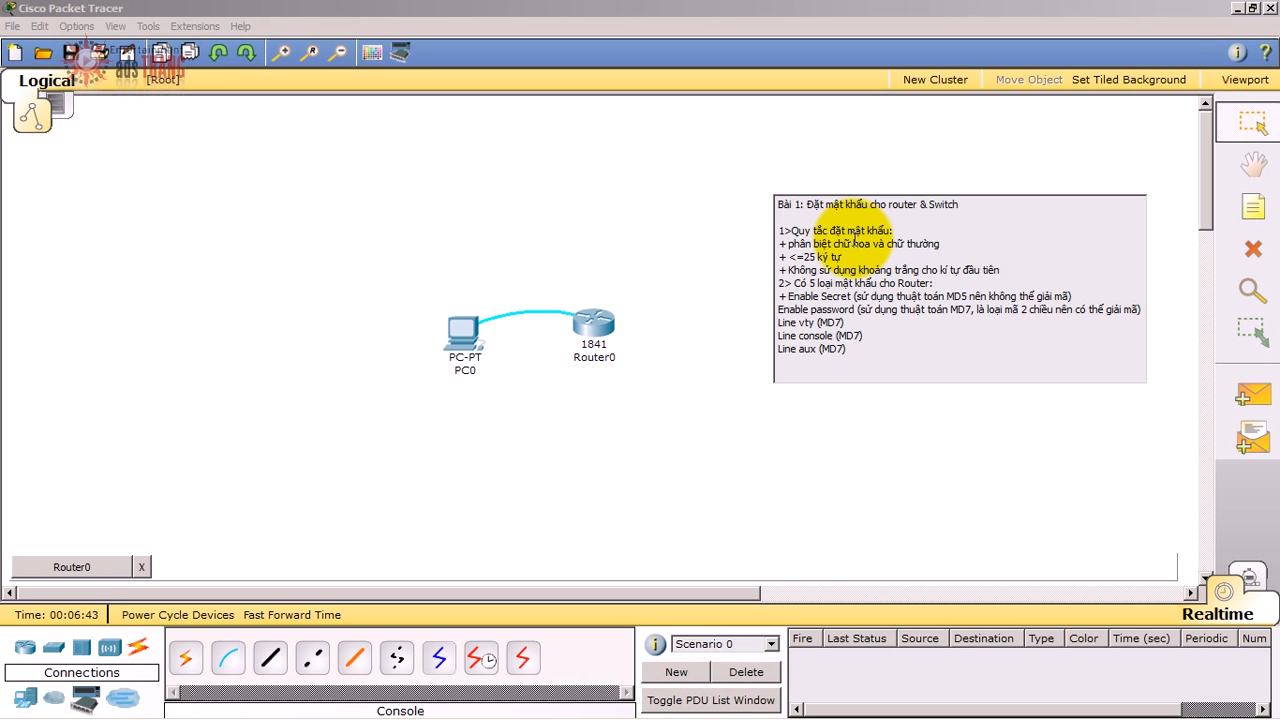 Cisco Packet Tracer
File Edit Options View Tools Extensions Help
Entertainment
Logical
[Root]
New Cluster
Move Object
Set Tiled Background
Viewport
Bài 1: Đặt mật khẩu cho router & Switch
1>Quy tắc đặt mật khẩu:
+ phân biệt chữ hoa và chữ thường
+ <=25 ký tự
+ Không sử dụng khoảng trắng cho kí tự đầu tiên
2> Có 5 loại mật khẩu cho Router:
+ Enable Secret (sử dụng thuật toán MD5 nên không thể giải mã)
Enable password (sử dụng thuật toán MD7, là loại mã 2 chiều nên có thể giải mã)
Line vty (MD7)
Line console (MD7)
Line aux (MD7)
PC-PT
PC0
1841
Router0
Router0 X
Time: 00:06:43
Power Cycle Devices Fast Forward Time
Realtime
Connections
Console
Scenario 0
New
Delete
Toggle PDU List Window
Fire Last Status Source Destination Type Color Time (sec) Periodic Num